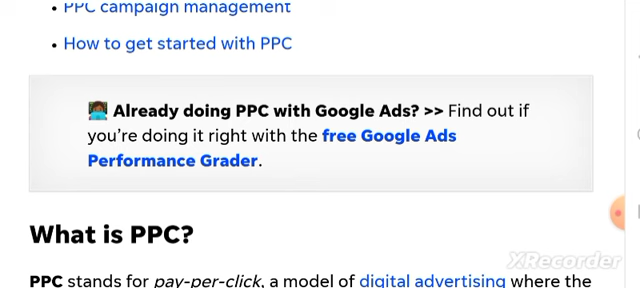 • PPC campaign management
• How to get started with PPC
Already doing PPC with Google Ads? >> Find out if
you're doing it right with the free Google Ads
Performance Grader.
What is PPC?
XRecorder
PPC stands for pay-per-click, a model of digital advertising where the